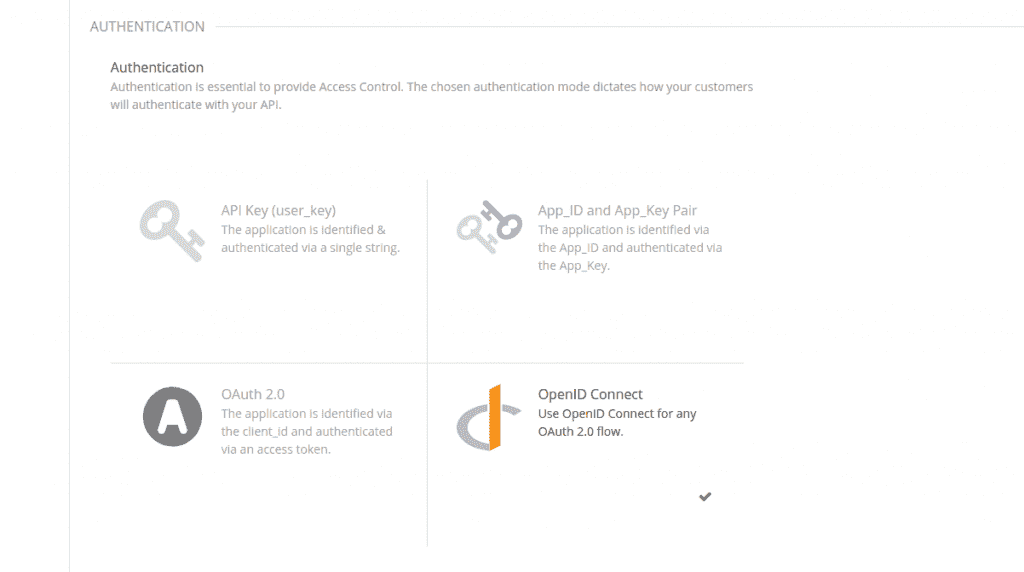 AUTHENTICATION
Authentication
Authentication is essential to provide Access Control. The chosen authentication mode dictates how your customers
will authenticate with your API.
API Key (user_key)
The application is identified &
authenticated via a single string.
App_ID and App_Key Pair
The application is identified via
the App_ID and authenticated via
the App_Key.
OAuth 2.0
The application is identified via
the client_id and authenticated
via an access token.
OpenID Connect
Use OpenID Connect for any
OAuth 2.0 flow.